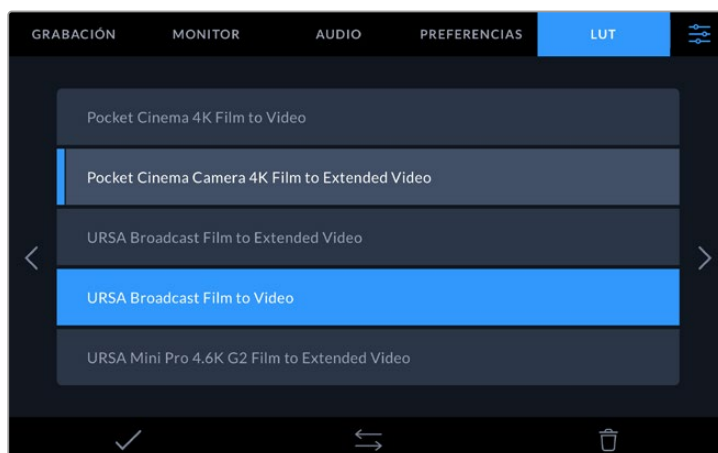 GRABACIÓN MONITOR AUDIO PREFERENCIAS LUT
Pocket Cinema 4K Film to Video
Pocket Cinema Camera 4K Film to Extended Video
URSA Broadcast Film to Extended Video
URSA Broadcast Film to Video
URSA Mini Pro 4.6K G2 Film to Extended Video